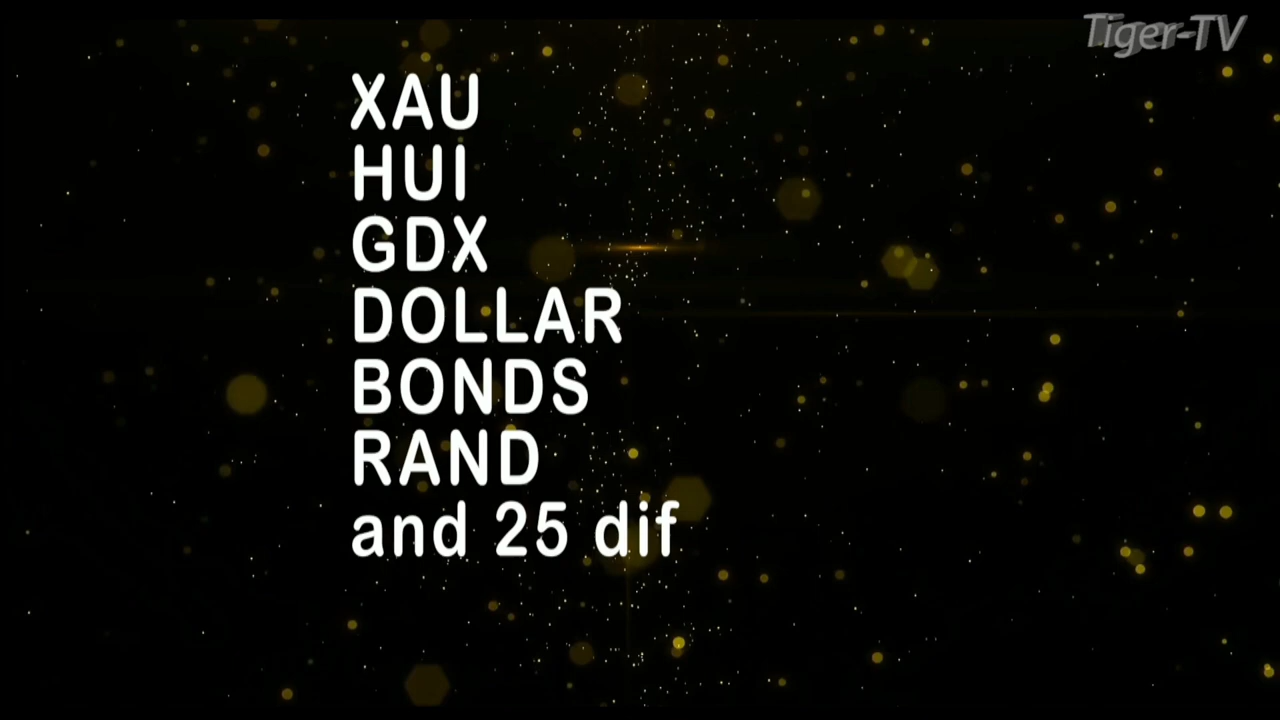 Tiger-TV
XAU
HUI
GDX
DOLLAR
BONDS
RAND
and 25 dif